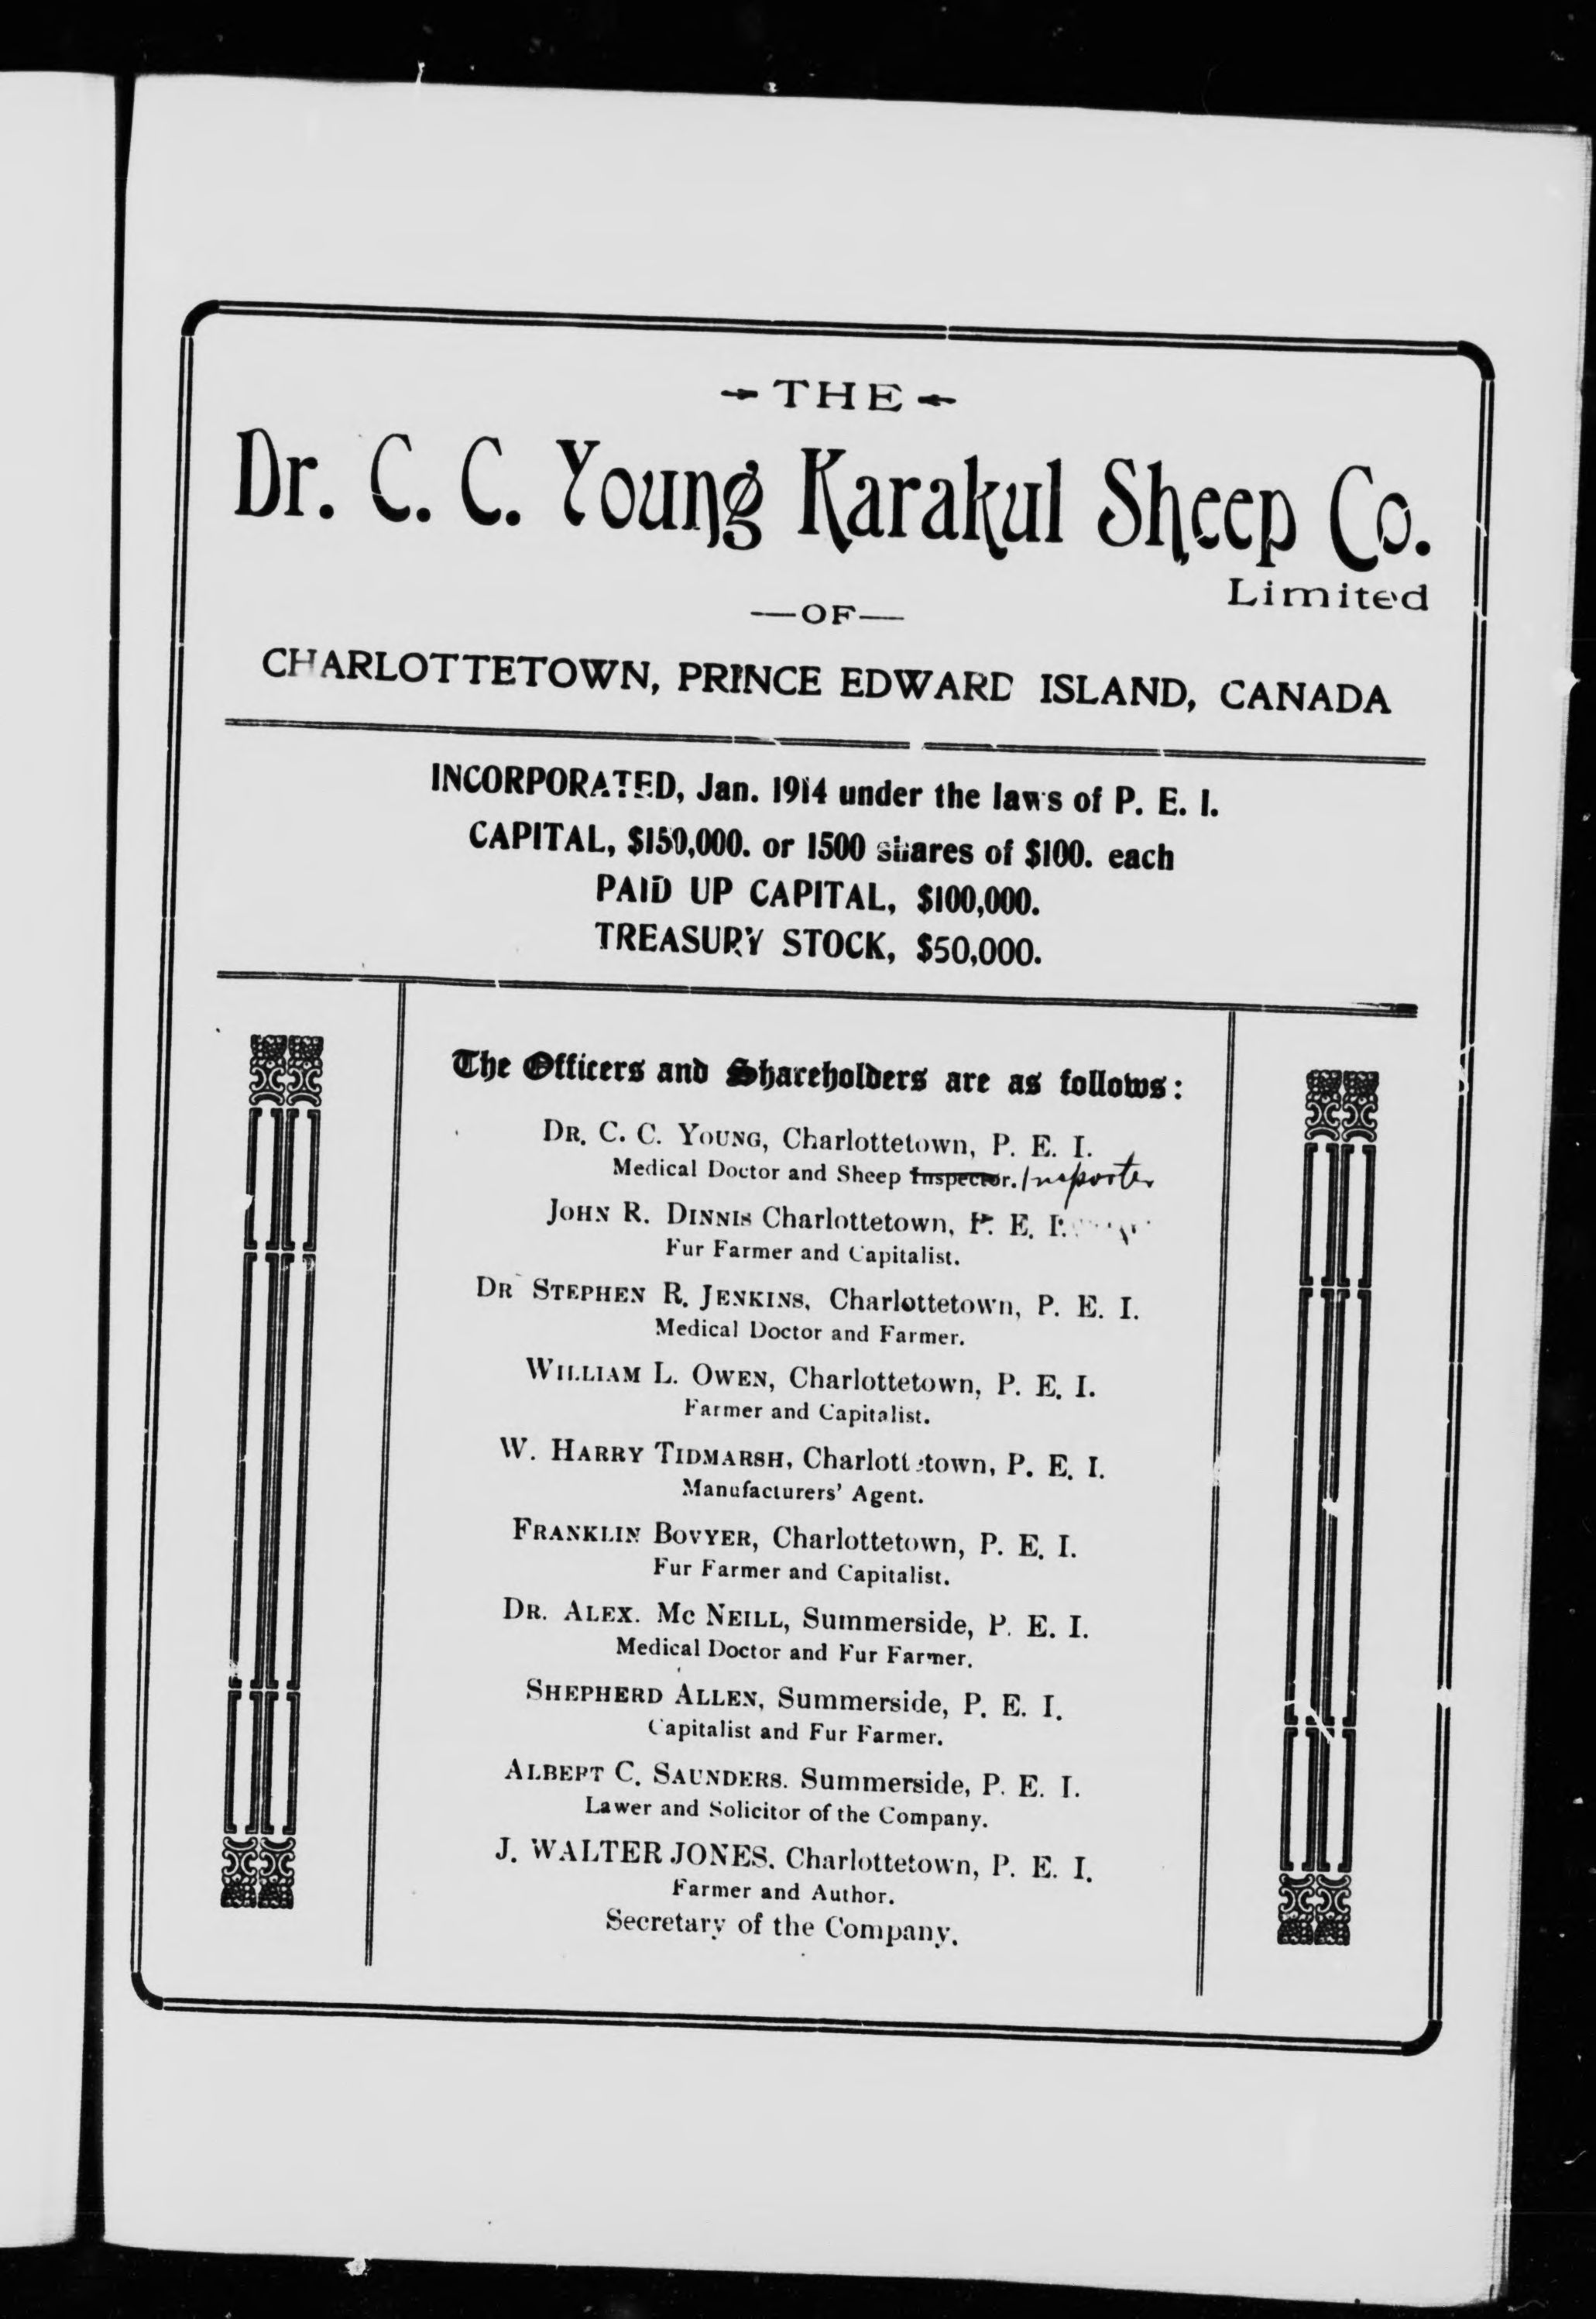 THE
Dr. C. C. Young Karakul Sheep Co.
Limited
—OF—
CHARLOTTETOWN, PRINCE EDWARD ISLAND, CANADA
INCORPORATED, Jan. 1914 under the laws of P. E. I.
CAPITAL, $150,000. or 1500 shares of $100. each
PAID UP CAPITAL, $100,000.
TREASURY STOCK, $50,000.
The Officers and Shareholders are as follows:
DR. C. C. YOUNG, Charlottetown, P. E. I.
Medical Doctor and Sheep Inspector. Importer
JOHN R. DINNIS Charlottetown, P. E. I.
Fur Farmer and Capitalist.
DR STEPHEN R. JENKINS, Charlottetown, P. E. I.
Medical Doctor and Farmer.
WILLIAM L. OWEN, Charlottetown, P. E. I.
Farmer and Capitalist.
W. HARRY TIDMARSH, Charlottetown, P. E. I.
Manufacturers' Agent.
FRANKLIN BOVYER, Charlottetown, P. E. I.
Fur Farmer and Capitalist.
DR. ALEX. Mc NEILL, Summerside, P. E. I.
Medical Doctor and Fur Farmer.
SHEPHERD ALLEN, Summerside, P. E. I.
Capitalist and Fur Farmer.
ALBERT C. SAUNDERS. Summerside, P. E. I.
Lawer and Solicitor of the Company.
J. WALTER JONES. Charlottetown, P. E. I.
Farmer and Author.
Secretary of the Company.